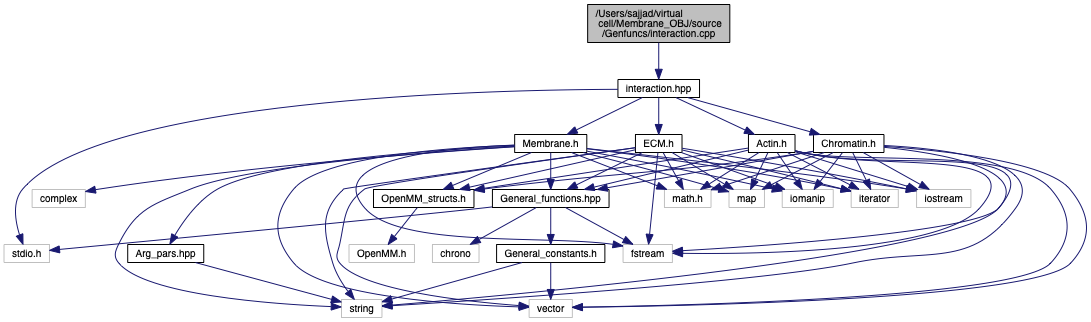 /Users/sajjad/virtual
cell/Membrane_OBJ/source
/Genfuncs/interaction.cpp
interaction.hpp
Membrane.h
ECM.h
Actin.h
Chromatin.h
complex
OpenMM_structs.h
General_functions.hpp
math.h
map
iomanip
iterator
iostream
stdio.h
Arg_pars.hpp
OpenMM.h
chrono
General_constants.h
fstream
string
vector